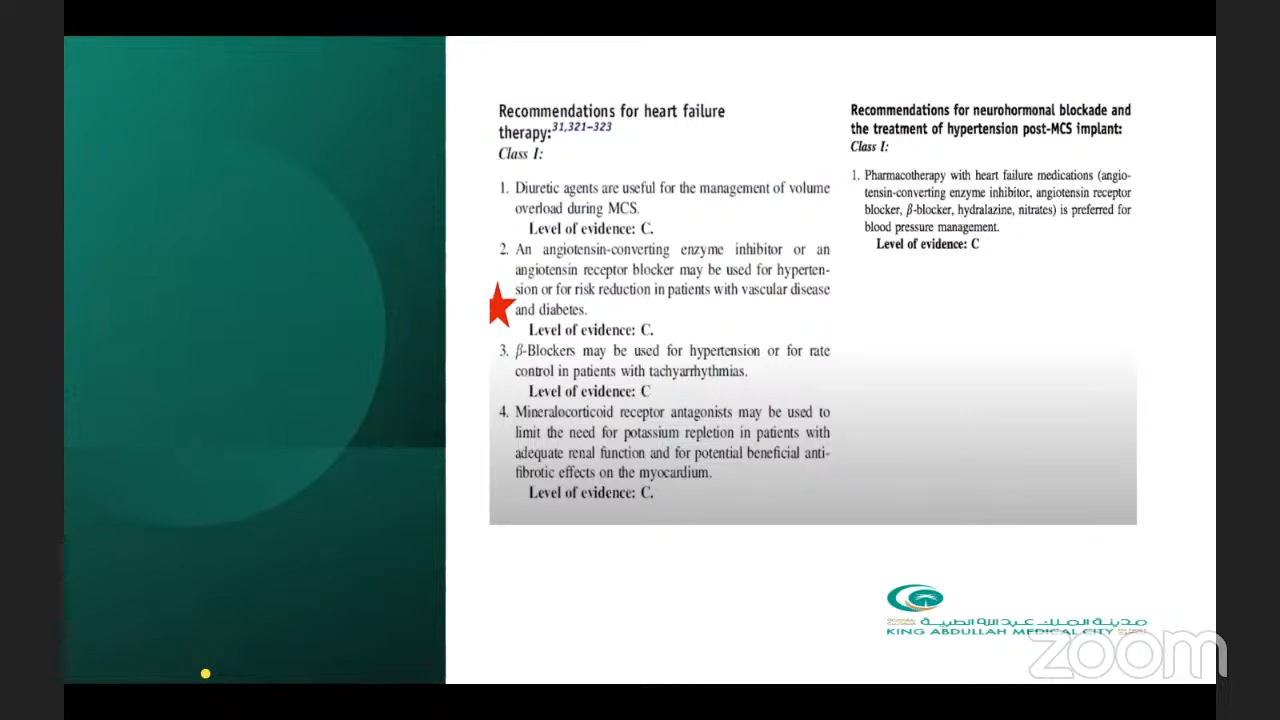 Recommendations for heart failure
therapy:31,321–323
Class I:
1. Diuretic agents are useful for the management of volume
overload during MCS.
Level of evidence: C.
2. An angiotensin-converting enzyme inhibitor or an
angiotensin receptor blocker may be used for hyperten-
sion or for risk reduction in patients with vascular disease
and diabetes.
Level of evidence: C.
3. β-Blockers may be used for hypertension or for rate
control in patients with tachyarrhythmias.
Level of evidence: C
4. Mineralocorticoid receptor antagonists may be used to
limit the need for potassium repletion in patients with
adequate renal function and for potential beneficial anti-
fibrotic effects on the myocardium.
Level of evidence: C.
Recommendations for neurohormonal blockade and
the treatment of hypertension post-MCS implant:
Class I:
1. Pharmacotherapy with heart failure medications (angio-
tensin-converting enzyme inhibitor, angiotensin receptor
blocker, β-blocker, hydralazine, nitrates) is preferred for
blood pressure management.
Level of evidence: C
مدينة الملك عبدالله الطبية
KING ABDULLAH MEDICAL CITY
zoom